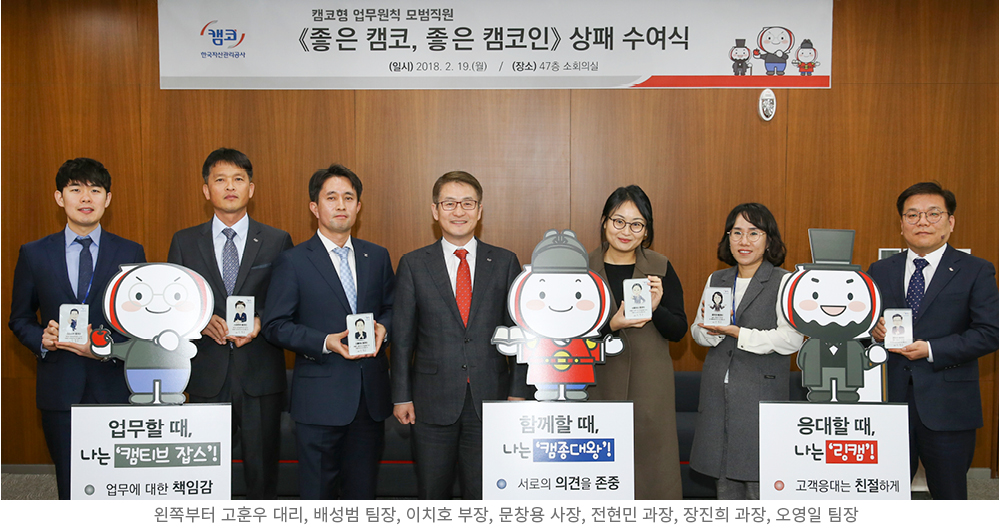 캠코
한국자산관리공사
캠코형 업무원칙 모범직원
《좋은 캠코, 좋은 캠코인》 상패 수여식
(일시) 2018. 2. 19.(월) / (장소) 47층 소회의실
업무할 때,
나는 '캠티브 잡스'!
업무에 대한 책임감
함께할 때,
나는 '캠종대왕'!
서로의 의견을 존중
응대할 때,
나는 '링캠'!
고객응대는 친절하게
왼쪽부터 고훈우 대리, 배성범 팀장, 이치호 부장, 문창용 사장, 전현민 과장, 장진희 과장, 오영일 팀장